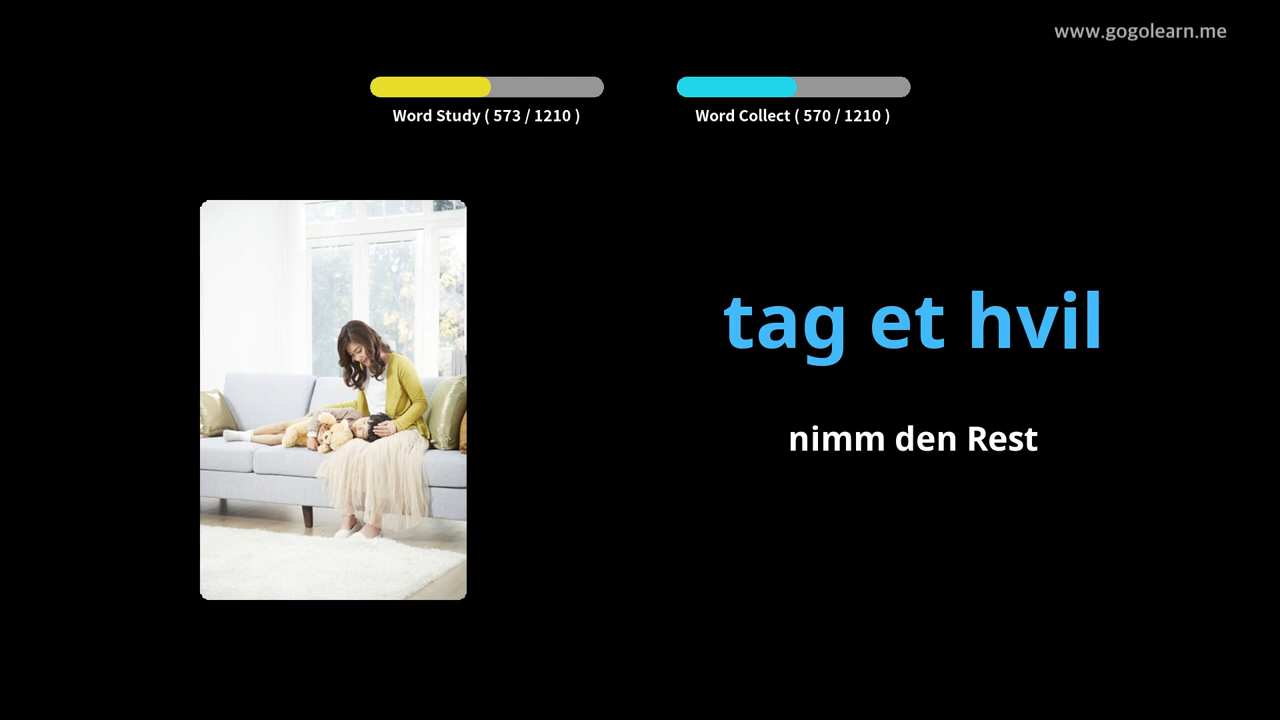 www.gogolearn.me
Word Study ( 573 / 1210 )
Word Collect ( 570 / 1210 )
tag et hvil
nimm den Rest